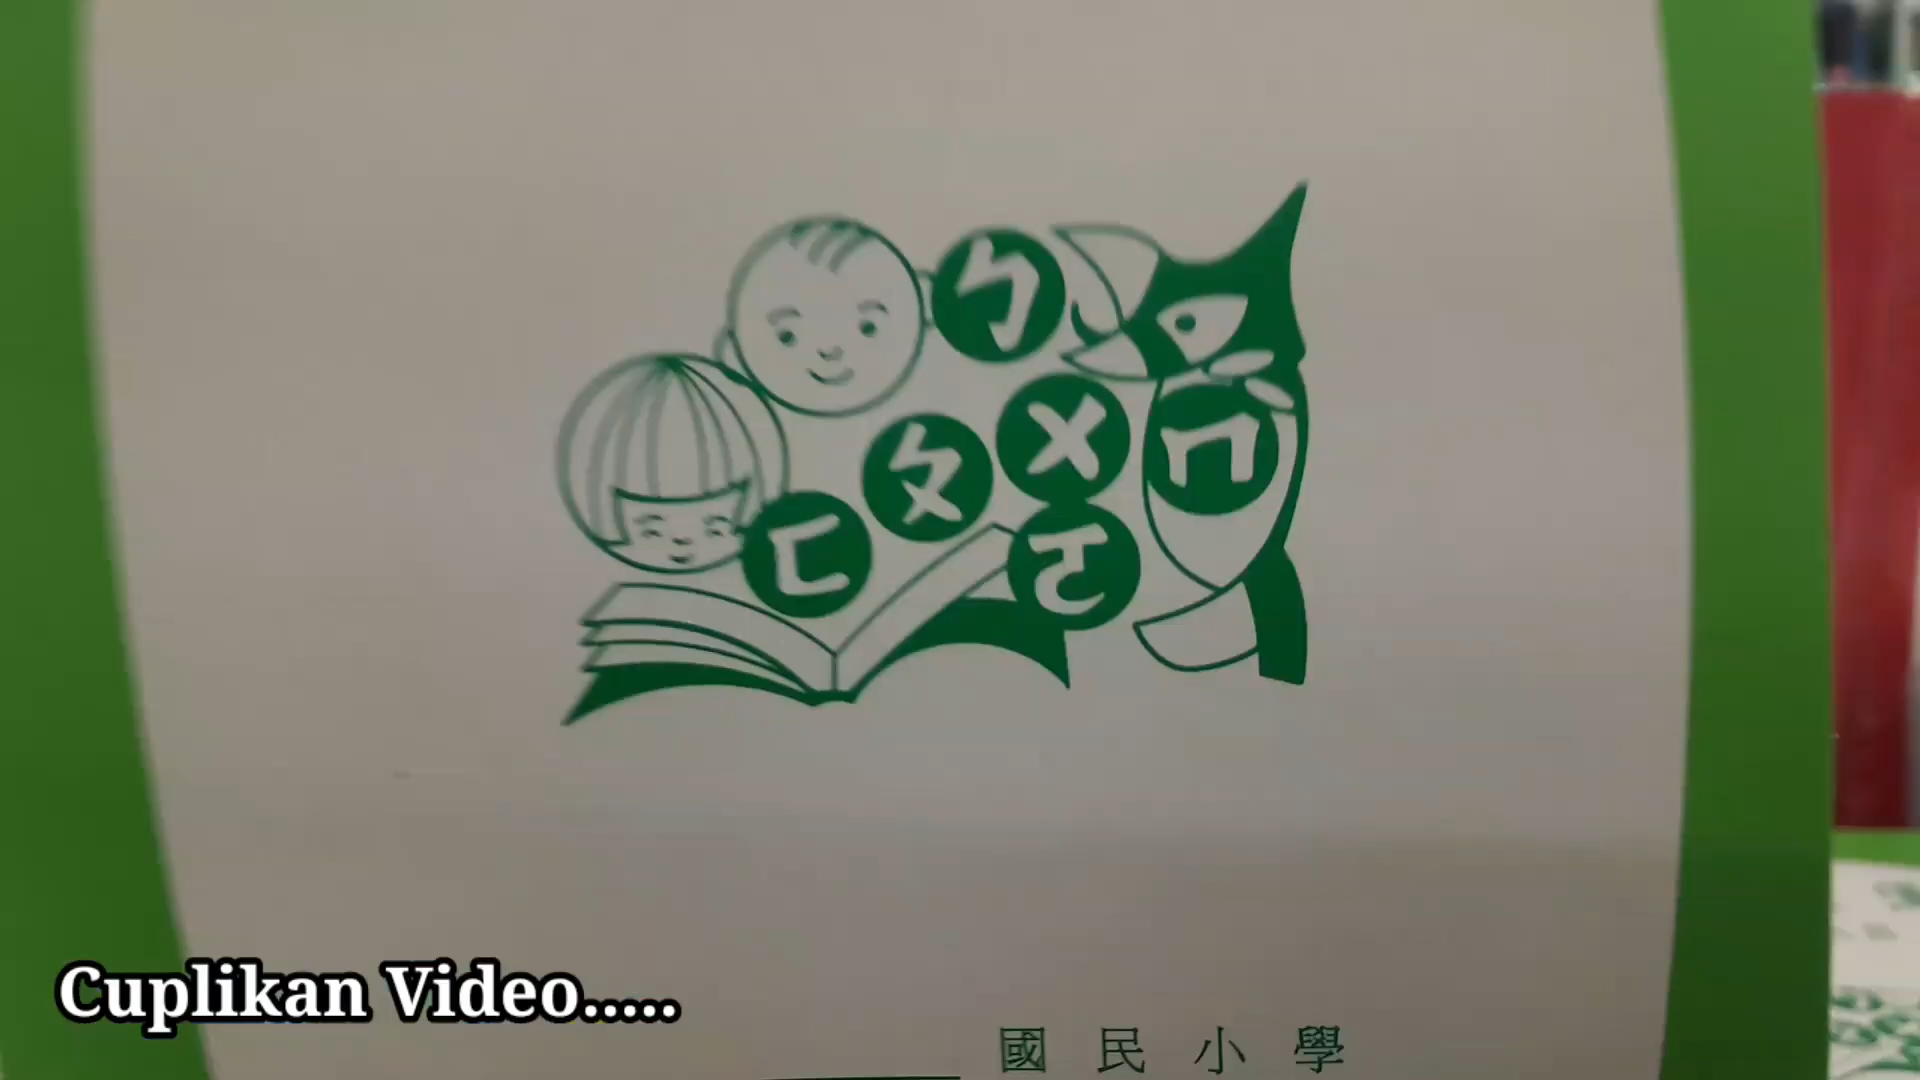 ㄅ
ㄆ ㄨ ㄇ
ㄈ ㄛ
Cuplikan Video.....
國民小學